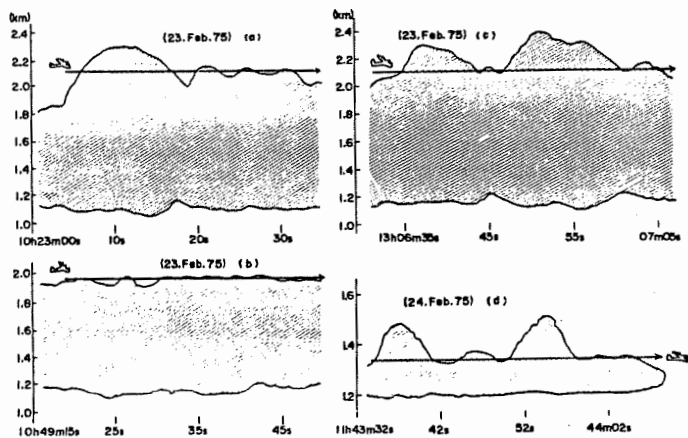 (km)
(23.Feb.75) (a)
2.4
2.2
2.0
1.8
1.6
1.4
1.2
1.0
10h23m00s 10s 20s 30s
(km)
(23.Feb.75) (c)
2.4
2.2
2.0
1.8
1.6
1.4
1.2
1.0
13h06m35s 45s 55s 07m05s
(23.Feb.75) (b)
2.0
1.8
1.6
1.4
1.2
1.0
10h49m15s 25s 35s 45s
(24.Feb.75) (d)
1.6
1.4
1.2
11h43m32s 42s 52s 44m02s